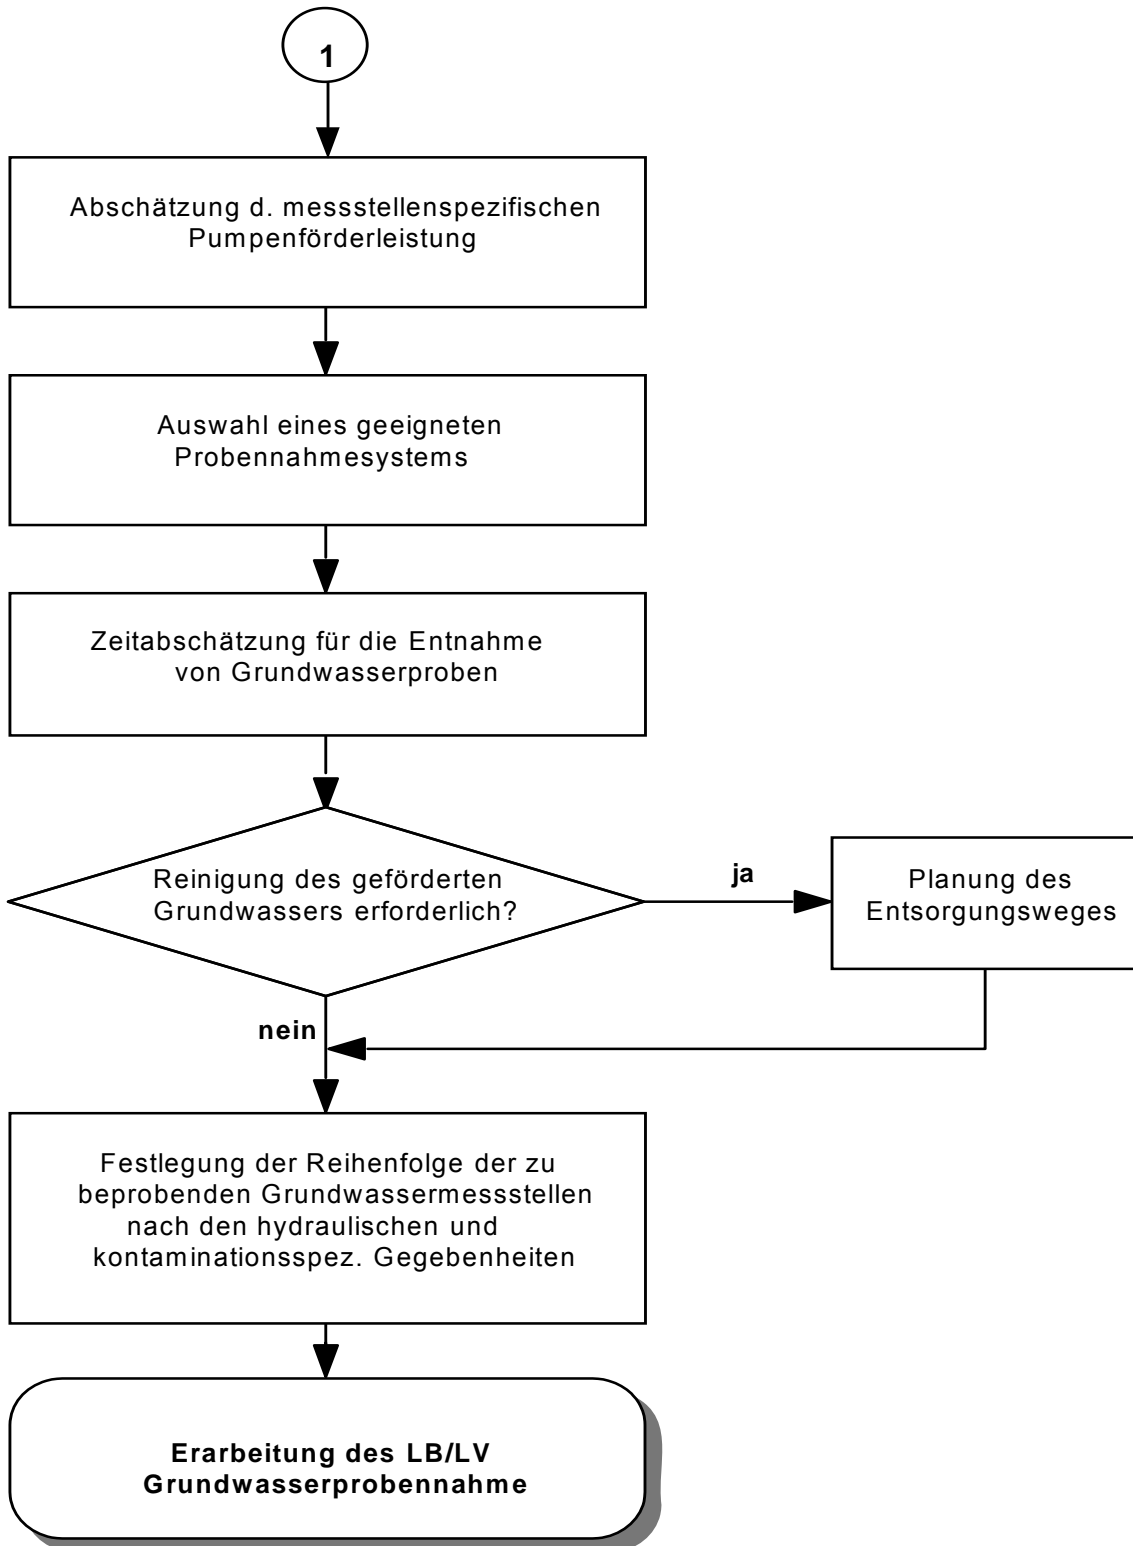 1
Abschätzung d. messstellenspezifischen
Pumpenförderleistung
Auswahl eines geeigneten
Probennahmesystems
Zeitabschätzung für die Entnahme
von Grundwasserproben
Reinigung des geförderten
Grundwassers erforderlich?
ja
Planung des
Entsorgungsweges
nein
Festlegung der Reihenfolge der zu
beprobenden Grundwassermessstellen
nach den hydraulischen und
kontaminationsspez. Gegebenheiten
Erarbeitung des LB/LV
Grundwasserprobennahme